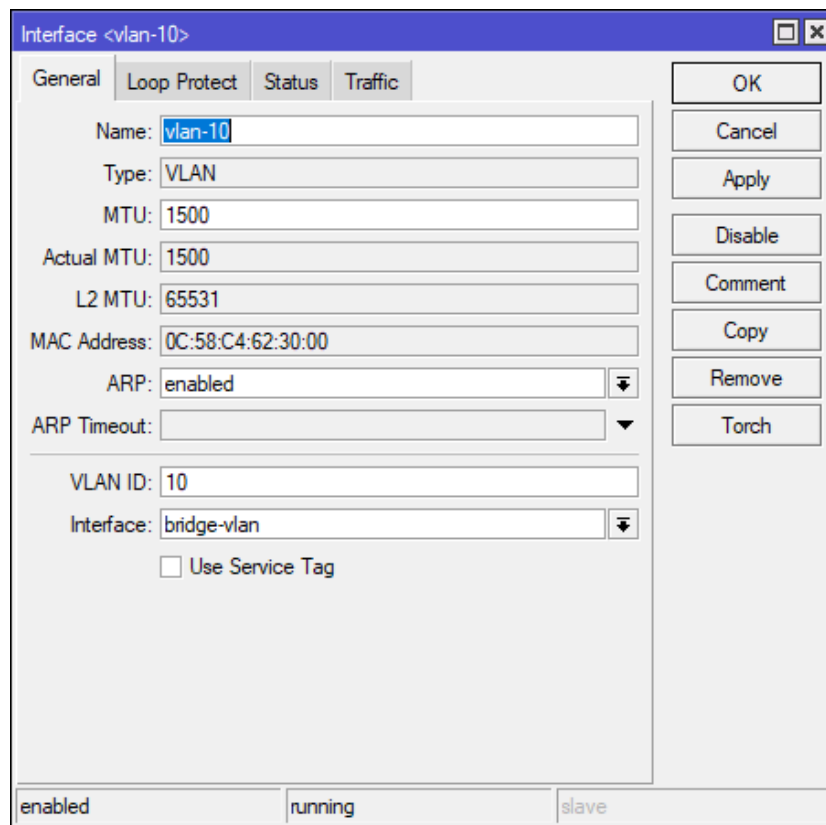 Interface <vlan-10>
General Loop Protect Status Traffic
OK
Name: vlan-10
Cancel
Type: VLAN
Apply
MTU: 1500
Disable
Actual MTU: 1500
Comment
L2 MTU: 65531
Copy
MAC Address: 0C:58:C4:62:30:00
Remove
ARP: enabled
Torch
ARP Timeout:
VLAN ID: 10
Interface: bridge-vlan
Use Service Tag
enabled running slave